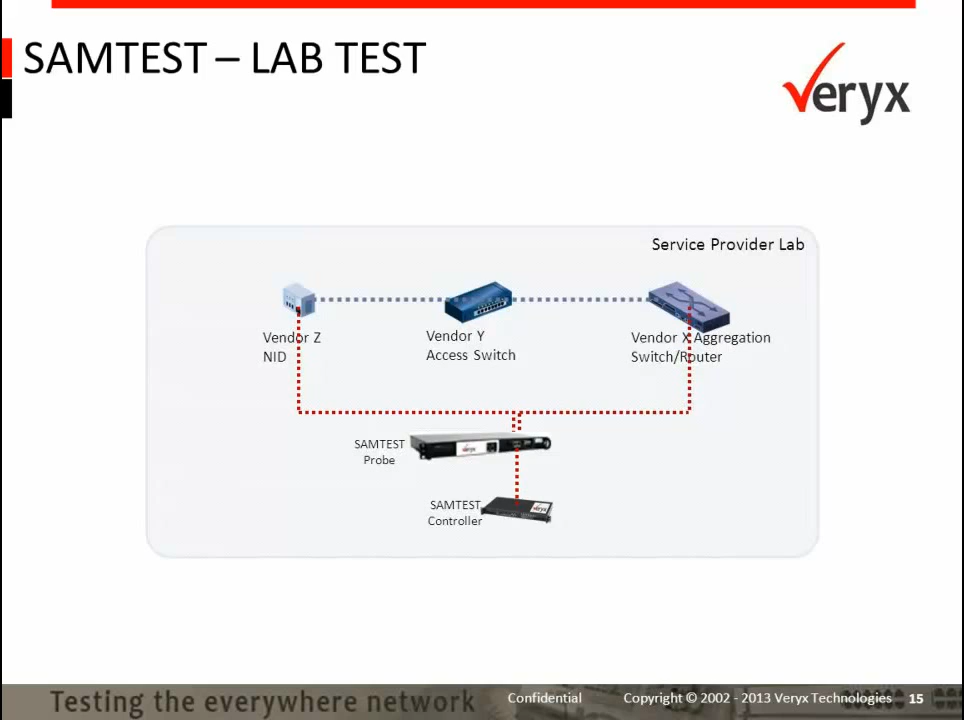 SAMTEST – LAB TEST
veryx
Service Provider Lab
Vendor Z
NID
Vendor Y
Access Switch
Vendor X Aggregation
Switch/Router
SAMTEST
Probe
SAMTEST
Controller
veryx
Testing the everywhere network
Confidential
Copyright © 2002 - 2013 Veryx Technologies
15